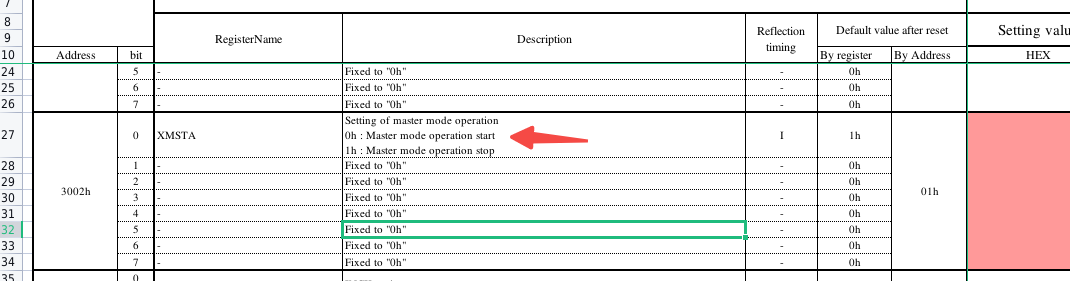 7
8
9
10
RegisterName
Description
Reflection
timing
Default value after reset
Setting valu
Address
bit
By register
By Address
HEX
24
5
-
Fixed to "0h"
-
0h
25
6
-
Fixed to "0h"
-
0h
26
7
-
Fixed to "0h"
-
0h
27
3002h
0
XMSTA
Setting of master mode operation
0h : Master mode operation start
1h : Master mode operation stop
I
1h
01h
28
1
-
Fixed to "0h"
-
0h
29
2
-
Fixed to "0h"
-
0h
30
3
-
Fixed to "0h"
-
0h
31
4
-
Fixed to "0h"
-
0h
32
5
-
Fixed to "0h"
-
0h
33
6
-
Fixed to "0h"
-
0h
34
7
-
Fixed to "0h"
-
0h
35
0